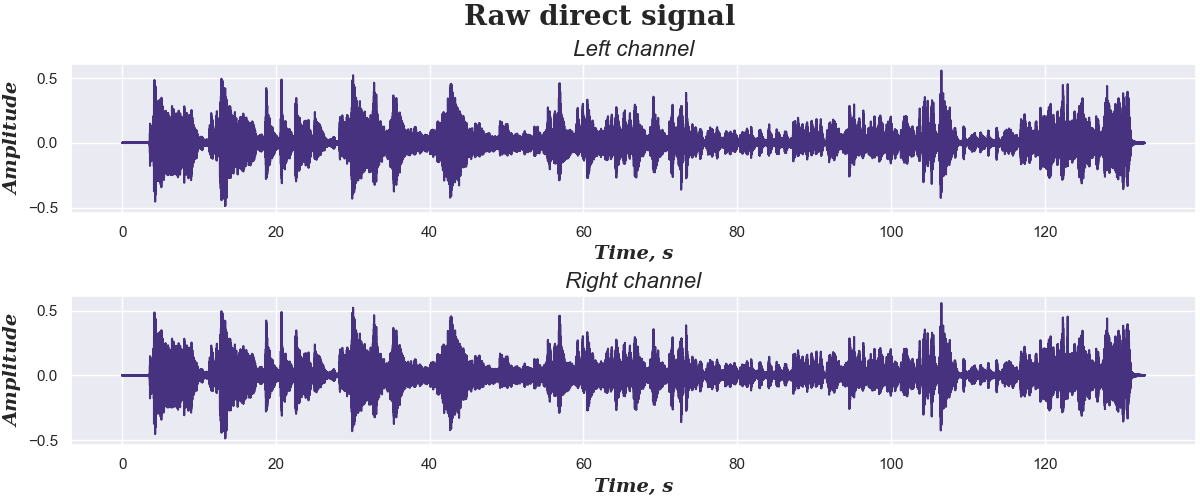 Raw direct signal
Left channel
Amplitude
0.5
0.0
−0.5
0 20 40 60 80 100 120
Time, s
Right channel
Amplitude
0.5
0.0
−0.5
0 20 40 60 80 100 120
Time, s